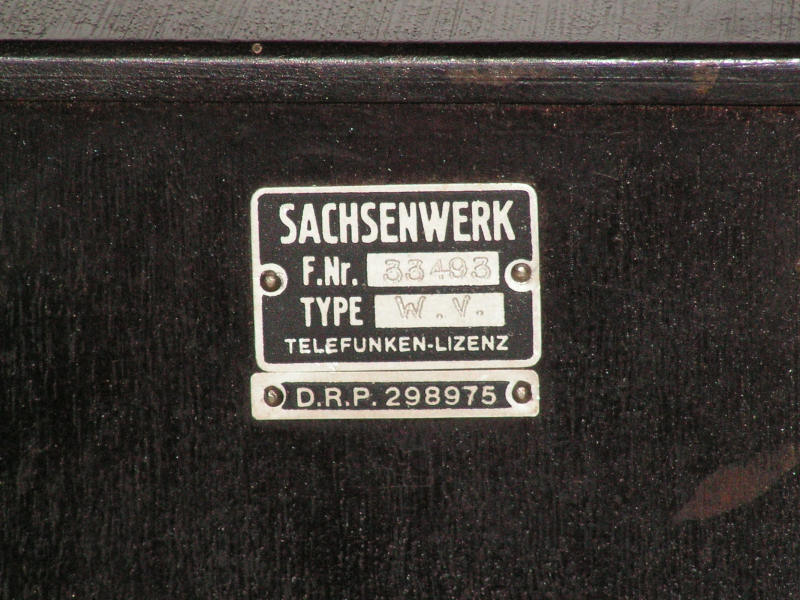 SACHSENWERK
F.Nr. 33493
TYPE W.V.
TELEFUNKEN-LIZENZ
D.R.P. 298975